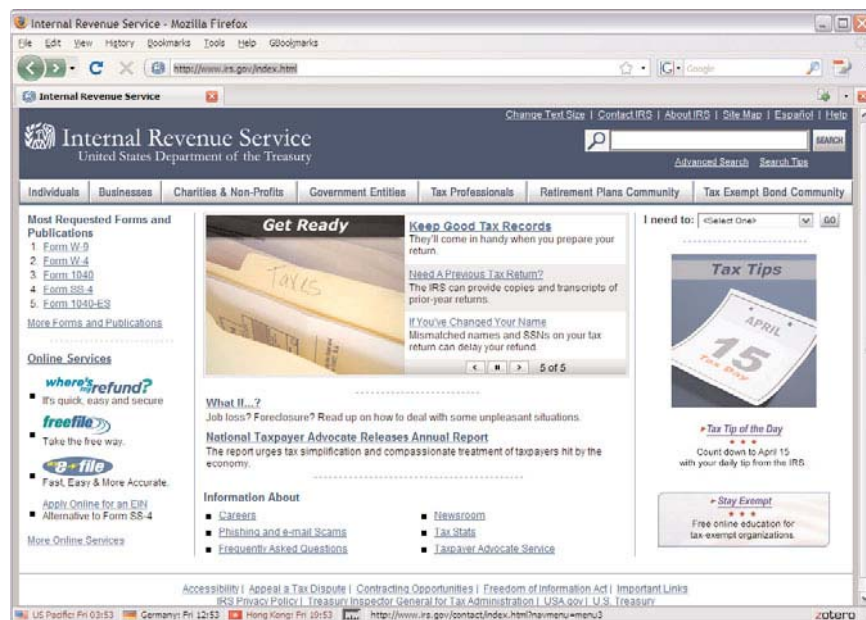 Internal Revenue Service - Mozilla Firefox
File Edit View History Bookmarks Tools Help GBookmarks
http://www.irs.gov/index.html
G Google
Internal Revenue Service
Change Text Size | Contact IRS | About IRS | Site Map | Español | Help
Internal Revenue Service
United States Department of the Treasury
SEARCH
Advanced Search Search Tips
Individuals Businesses Charities & Non-Profits Government Entities Tax Professionals Retirement Plans Community Tax Exempt Bond Community
Most Requested Forms and
Publications
1. Form W-9
2. Form W-4
3. Form 1040
4. Form SS-4
5. Form 1040-ES
More Forms and Publications
Online Services
where's my refund?
It's quick, easy and secure
freefile
Take the free way.
e-file
Fast, Easy & More Accurate.
Apply Online for an EIN
Alternative to Form SS-4
More Online Services
Get Ready
Taxes
Keep Good Tax Records
They'll come in handy when you prepare your
return.
Need A Previous Tax Return?
The IRS can provide copies and transcripts of
prior-year returns.
If You've Changed Your Name
Mismatched names and SSNs on your tax
return can delay your refund.
5 of 5
What If...?
Job loss? Foreclosure? Read up on how to deal with some unpleasant situations.
National Taxpayer Advocate Releases Annual Report
The report urges tax simplification and compassionate treatment of taxpayers hit by the
economy.
Information About
Careers
Phishing and e-mail Scams
Frequently Asked Questions
Newsroom
Tax Stats
Taxpayer Advocate Service
I need to: <Select One> GO
Tax Tips
APRIL
15
Tax Day
Tax Tip of the Day
Count down to April 15
with your daily tip from the IRS.
Stay Exempt
Free online education for
tax-exempt organizations.
Accessibility | Appeal a Tax Dispute | Contracting Opportunities | Freedom of Information Act | Important Links
IRS Privacy Policy | Treasury Inspector General for Tax Administration | USA.gov | U.S. Treasury
US Pacific: Fri 03:53 Germany: Fri 12:53 Hong Kong: Fri 19:53 http://www.irs.gov/contact/index.html?navmenu=menu3 zotero